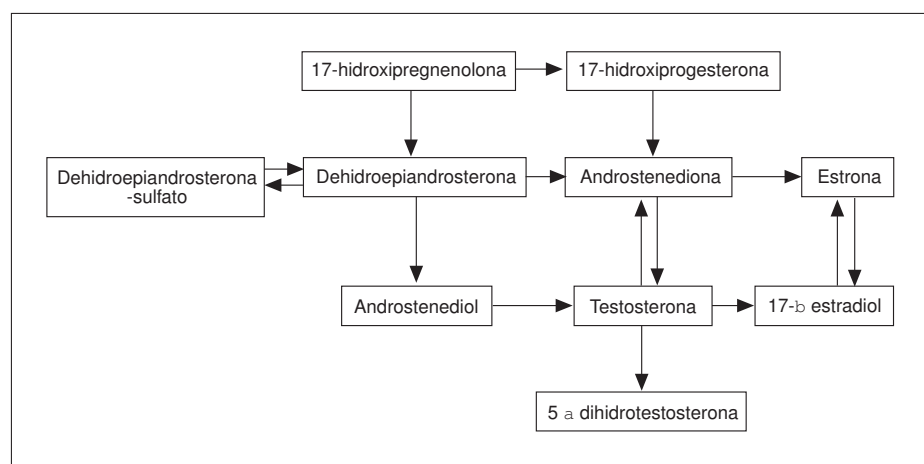 17-hidroxipregnenolona
17-hidroxiprogesterona
Dehidroepiandrosterona
-sulfato
Dehidroepiandrosterona
Androstenediona
Estrona
Androstenediol
Testosterona
17-b estradiol
5 a dihidrotestosterona